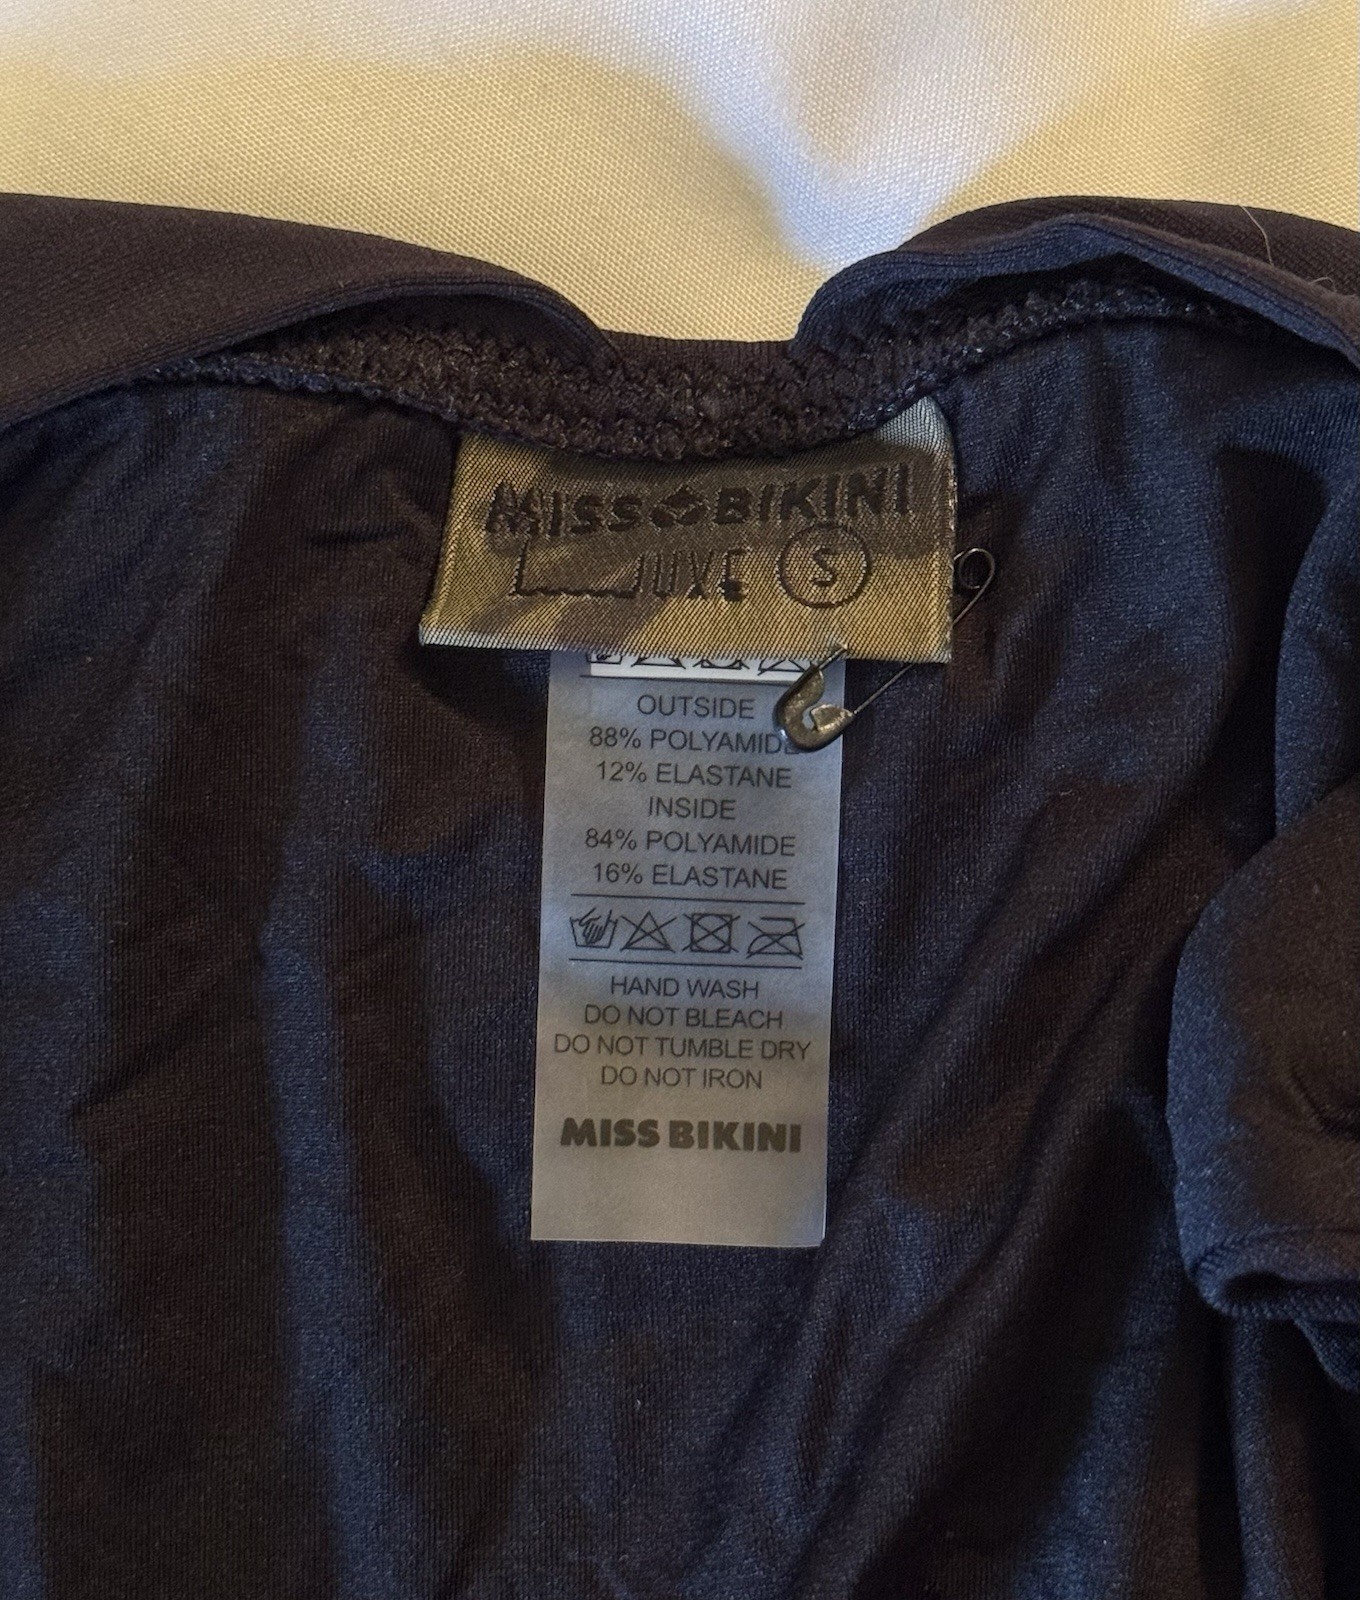 MISS BIKINI
LUXE S
OUTSIDE
88% POLYAMIDE
12% ELASTANE
INSIDE
84% POLYAMIDE
16% ELASTANE
HAND WASH
DO NOT BLEACH
DO NOT TUMBLE DRY
DO NOT IRON
MISS BIKINI